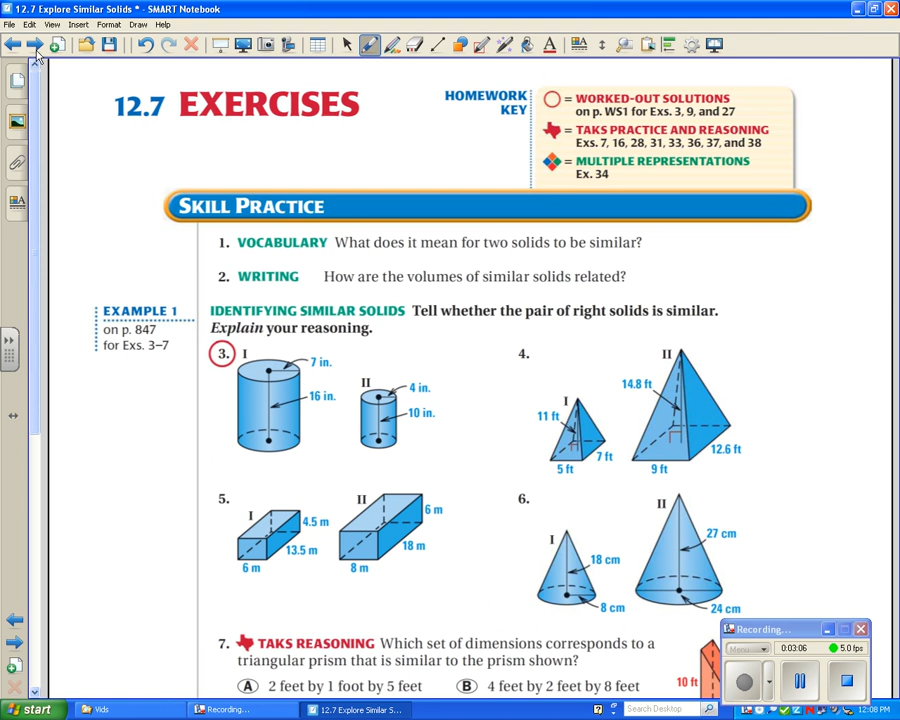 12.7 Explore Similar Solids * - SMART Notebook
File Edit View Insert Format Draw Help
12.7 EXERCISES
HOMEWORK KEY
= WORKED-OUT SOLUTIONS
on p. WS1 for Exs. 3, 9, and 27
= TAKS PRACTICE AND REASONING
Exs. 7, 16, 28, 31, 33, 36, 37, and 38
= MULTIPLE REPRESENTATIONS
Ex. 34
SKILL PRACTICE
1. VOCABULARY What does it mean for two solids to be similar?
2. WRITING How are the volumes of similar solids related?
EXAMPLE 1
on p. 847
for Exs. 3–7
IDENTIFYING SIMILAR SOLIDS Tell whether the pair of right solids is similar.
Explain your reasoning.
3. I
7 in.
16 in.
II
4 in.
10 in.
4.
I
11 ft
5 ft
7 ft
II
14.8 ft
9 ft
12.6 ft
5.
I
4.5 m
13.5 m
6 m
II
6 m
18 m
8 m
6.
I
18 cm
8 cm
II
27 cm
24 cm
7. TAKS REASONING Which set of dimensions corresponds to a
triangular prism that is similar to the prism shown?
A 2 feet by 1 foot by 5 feet
B 4 feet by 2 feet by 8 feet
10 ft
Recording...
Menu
0:03:06
5.0 fps
start
Vids
Recording...
12.7 Explore Similar S...
Search Desktop
12:08 PM